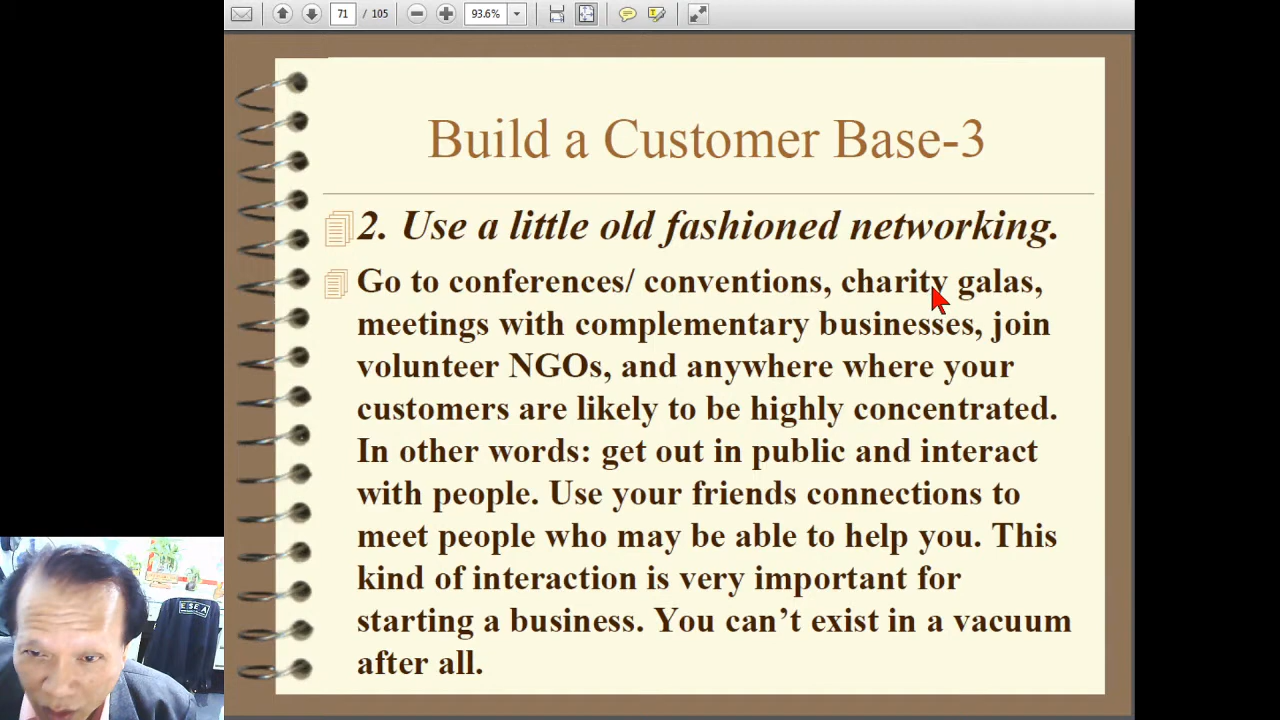 71 / 105 93.6%
Build a Customer Base-3
2. Use a little old fashioned networking.
Go to conferences/ conventions, charity galas,
meetings with complementary businesses, join
volunteer NGOs, and anywhere where your
customers are likely to be highly concentrated.
In other words: get out in public and interact
with people. Use your friends connections to
meet people who may be able to help you. This
kind of interaction is very important for
starting a business. You can’t exist in a vacuum
after all.
ESEA